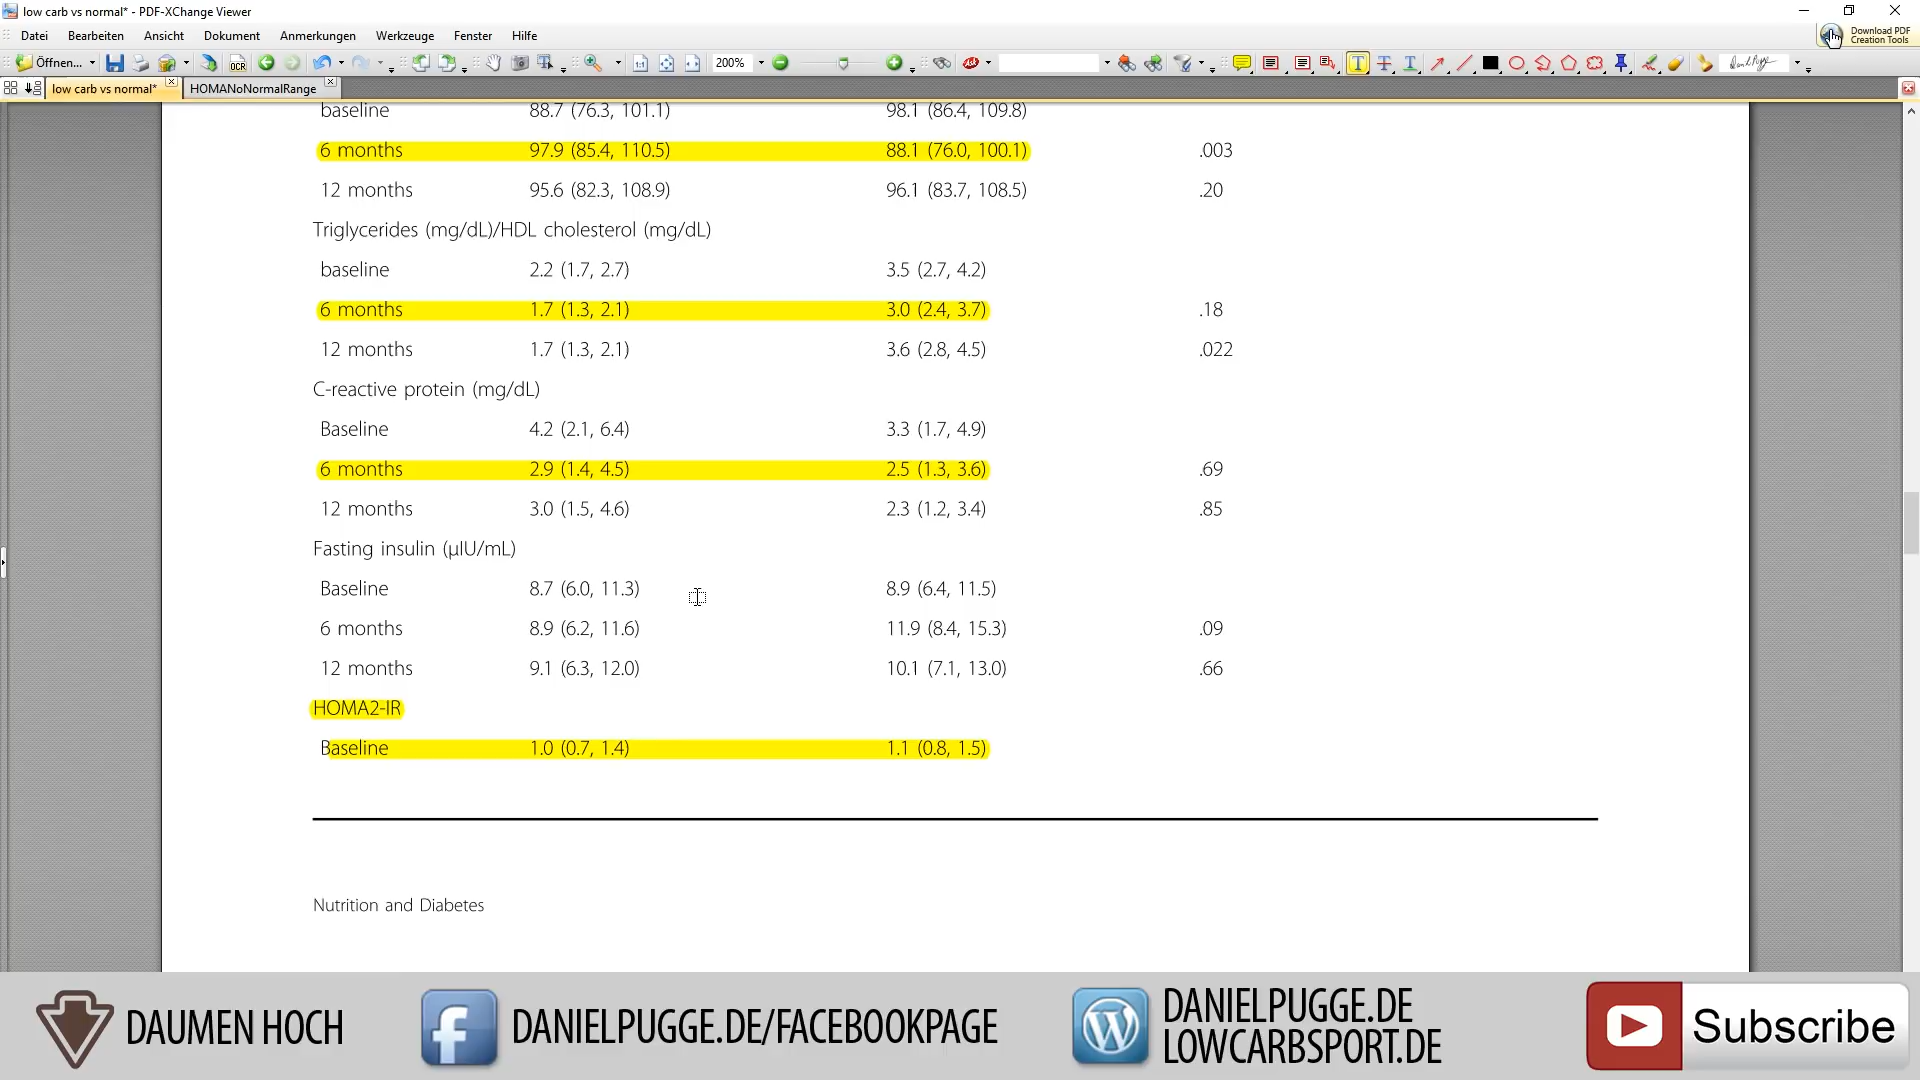 low carb vs normal* - PDF-XChange Viewer
Datei Bearbeiten Ansicht Dokument Anmerkungen Kommentare Werkzeuge Fenster Hilfe
Download PDF
Creation Tools
Öffnen... OCR 200%
low carb vs normal* HOMANoNormalRange
baseline 88.7 (76.3, 101.1) 98.1 (86.4, 109.8)
6 months 97.9 (85.4, 110.5) 88.1 (76.0, 100.1) .003
12 months 95.6 (82.3, 108.9) 96.1 (83.7, 108.5) .20
Triglycerides (mg/dL)/HDL cholesterol (mg/dL)
baseline 2.2 (1.7, 2.7) 3.5 (2.7, 4.2)
6 months 1.7 (1.3, 2.1) 3.0 (2.4, 3.7) .18
12 months 1.7 (1.3, 2.1) 3.6 (2.8, 4.5) .022
C-reactive protein (mg/dL)
Baseline 4.2 (2.1, 6.4) 3.3 (1.7, 4.9)
6 months 2.9 (1.4, 4.5) 2.5 (1.3, 3.6) .69
12 months 3.0 (1.5, 4.6) 2.3 (1.2, 3.4) .85
Fasting insulin (µIU/mL)
Baseline 8.7 (6.0, 11.3) 8.9 (6.4, 11.5)
6 months 8.9 (6.2, 11.6) 11.9 (8.4, 15.3) .09
12 months 9.1 (6.3, 12.0) 10.1 (7.1, 13.0) .66
HOMA2-IR
Baseline 1.0 (0.7, 1.4) 1.1 (0.8, 1.5)
Nutrition and Diabetes
DAUMEN HOCH
DANIELPUGGE.DE/FACEBOOKPAGE
DANIELPUGGE.DE
LOWCARBSPORT.DE
Subscribe